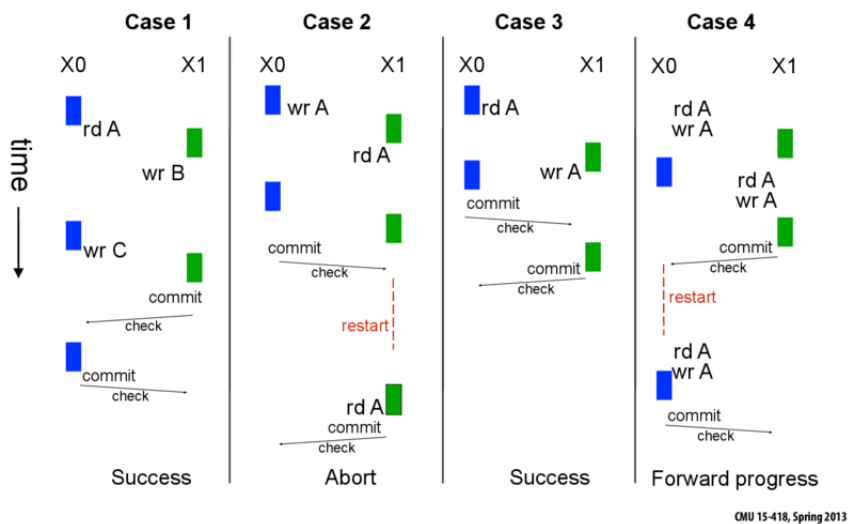 Case 1
X0 X1
rd A
wr B
wr C
commit
check
commit
check
Success
Case 2
X0 X1
wr A
rd A
commit
check
restart
rd A
commit
check
Abort
Case 3
X0 X1
rd A
wr A
commit
check
commit
check
Success
Case 4
X0 X1
rd A
wr A
rd A
wr A
commit
check
restart
rd A
wr A
commit
check
Forward progress
time
CMU 15-418, Spring 2013